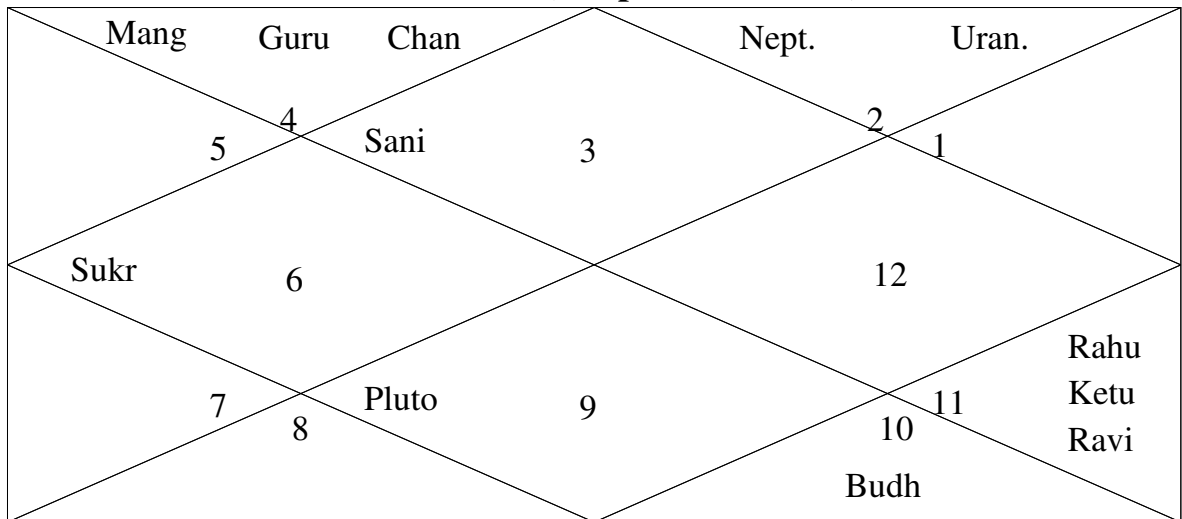 Mang Guru Chan Nept. Uran.
4 2
5 Sani 3 1
Sukr 6 12
Rahu
7 Pluto 9 11 Ketu
8 10 Ravi
Budh